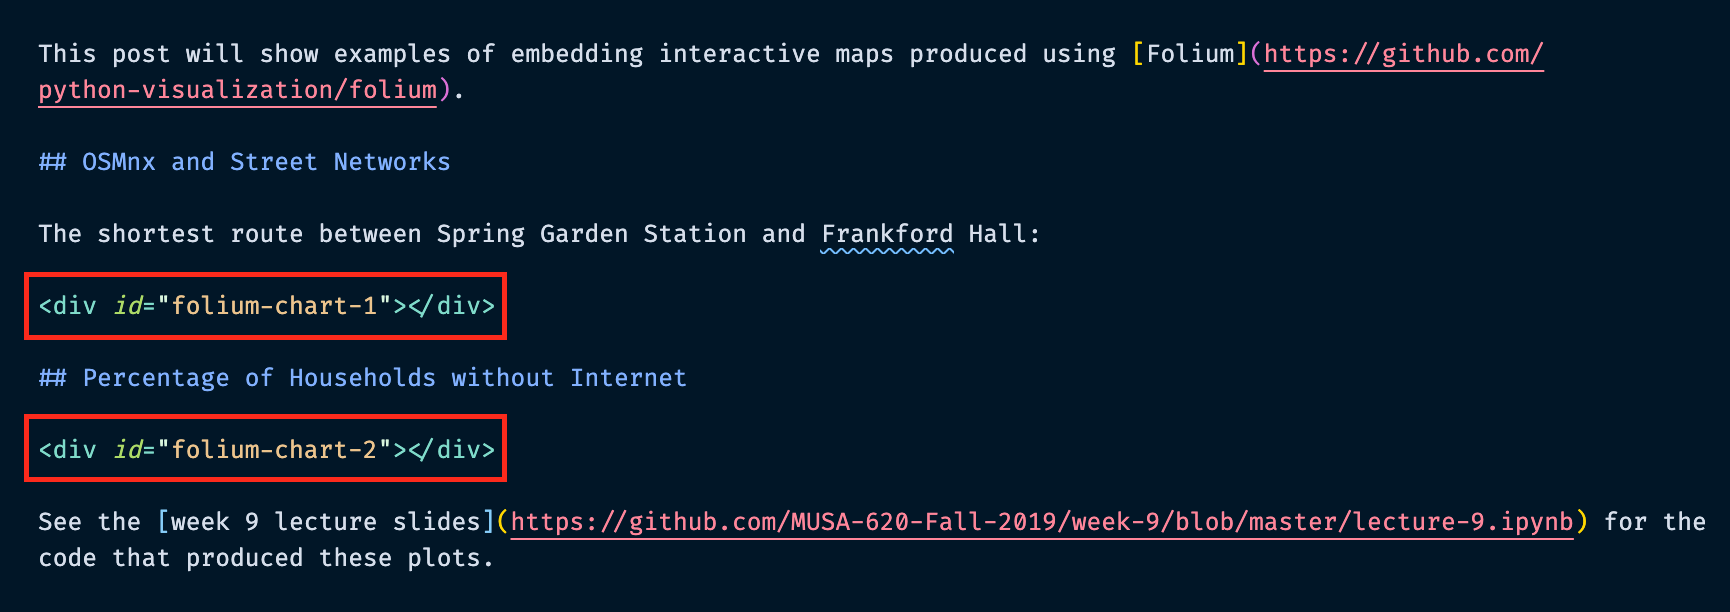 This post will show examples of embedding interactive maps produced using [Folium](https://github.com/
python-visualization/folium).
## OSMnx and Street Networks
The shortest route between Spring Garden Station and Frankford Hall:
<div id="folium-chart-1"></div>
## Percentage of Households without Internet
<div id="folium-chart-2"></div>
See the [week 9 lecture slides](https://github.com/MUSA-620-Fall-2019/week-9/blob/master/lecture-9.ipynb) for the
code that produced these plots.